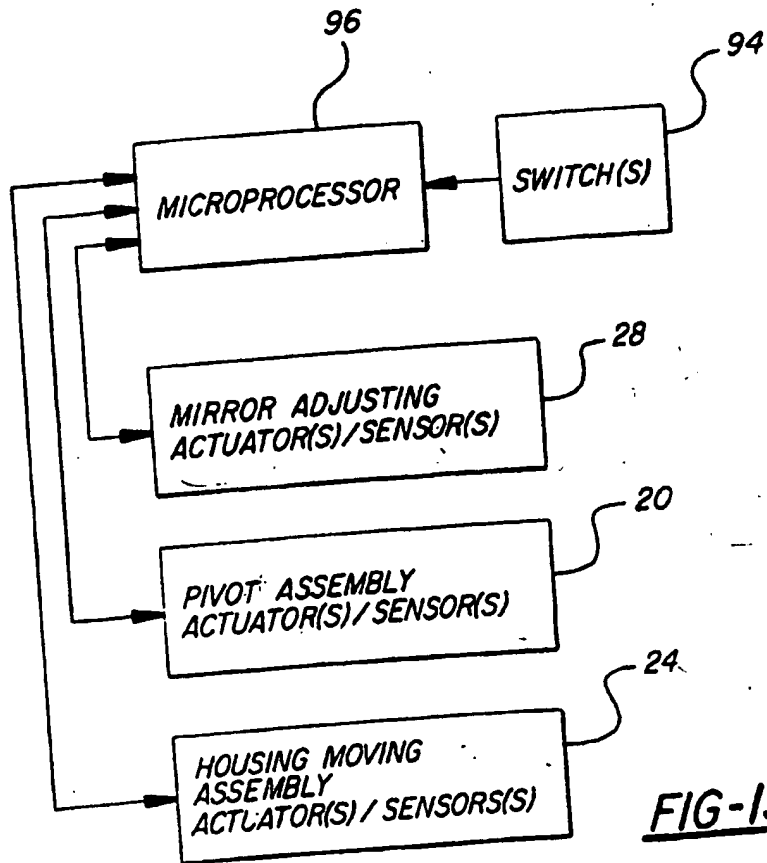 96
94
MICROPROCESSOR
SWITCH(S)
28
MIRROR ADJUSTING
ACTUATOR(S)/SENSOR(S)
20
PIVOT ASSEMBLY
ACTUATOR(S)/SENSOR(S)
24
HOUSING MOVING
ASSEMBLY
ACTUATOR(S)/SENSORS(S)